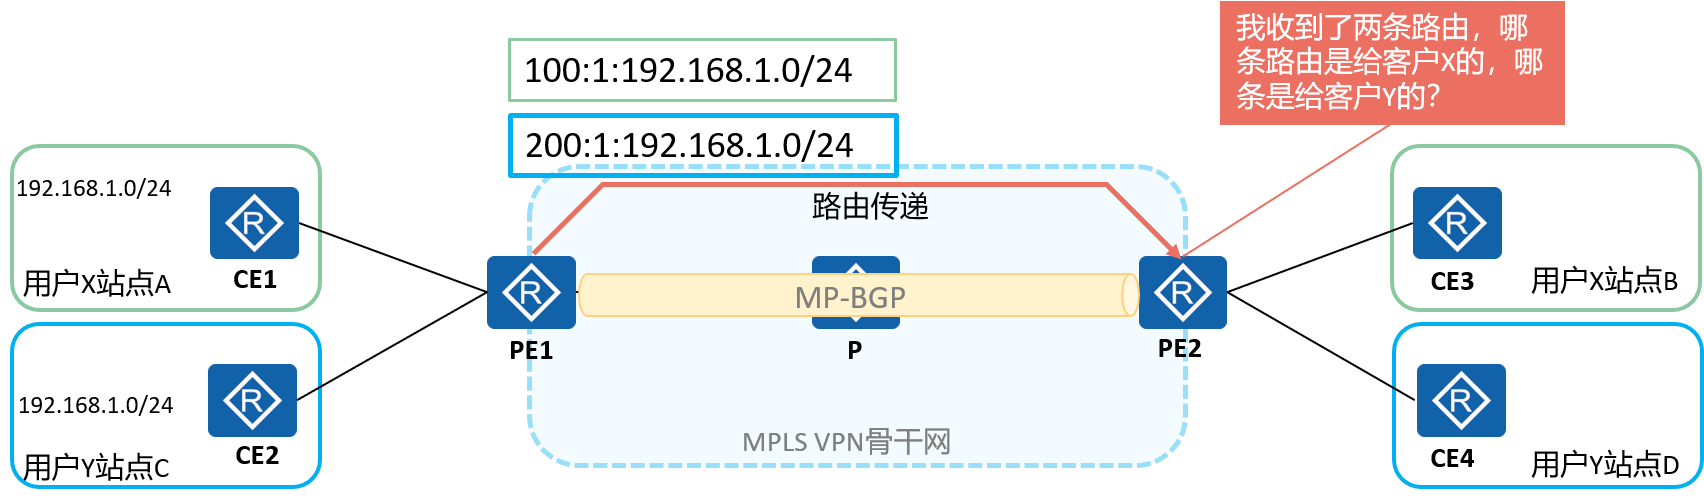 我收到了两条路由，哪
条路由是给客户X的，哪
条是给客户Y的？
100:1:192.168.1.0/24
200:1:192.168.1.0/24
192.168.1.0/24
R
CE1
用户X站点A
192.168.1.0/24
R
CE2
用户Y站点C
路由传递
R
PE1
MP-BGP
P
R
PE2
MPLS VPN骨干网
R
CE3
用户X站点B
R
CE4
用户Y站点D